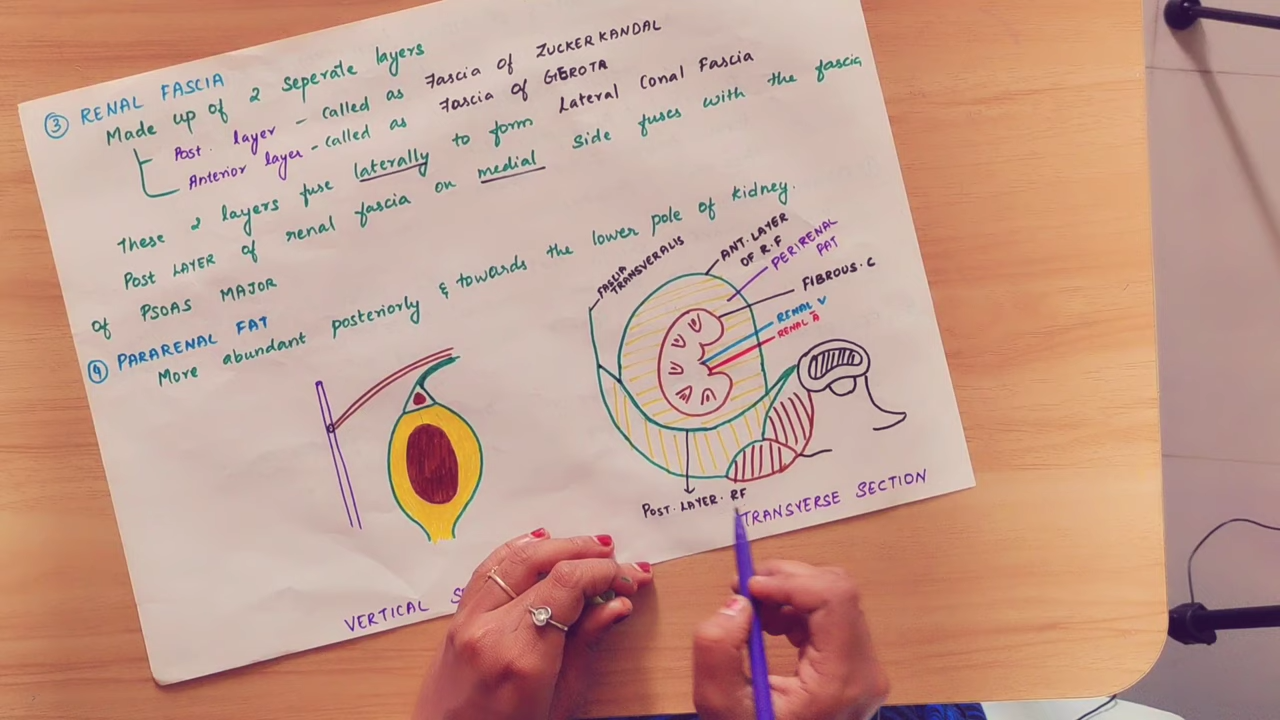 ③ RENAL FASCIA
Made up of 2 seperate layers
Post. layer - called as Fascia of ZUCKERKANDAL
Anterior layer - called as Fascia of GEROTA
These 2 layers fuse laterally to form Lateral Conal Fascia
Post LAYER of renal fascia on medial side fuses with the fascia
of PSOAS MAJOR
④ PARARENAL FAT
More abundant posteriorly & towards the lower pole of kidney.
FASCIA
TRANSVERALIS
ANT. LAYER
OF R.F
PERIRENAL
FAT
FIBROUS. C
RENAL V
RENAL A
POST. LAYER. RF
TRANSVERSE SECTION
VERTICAL